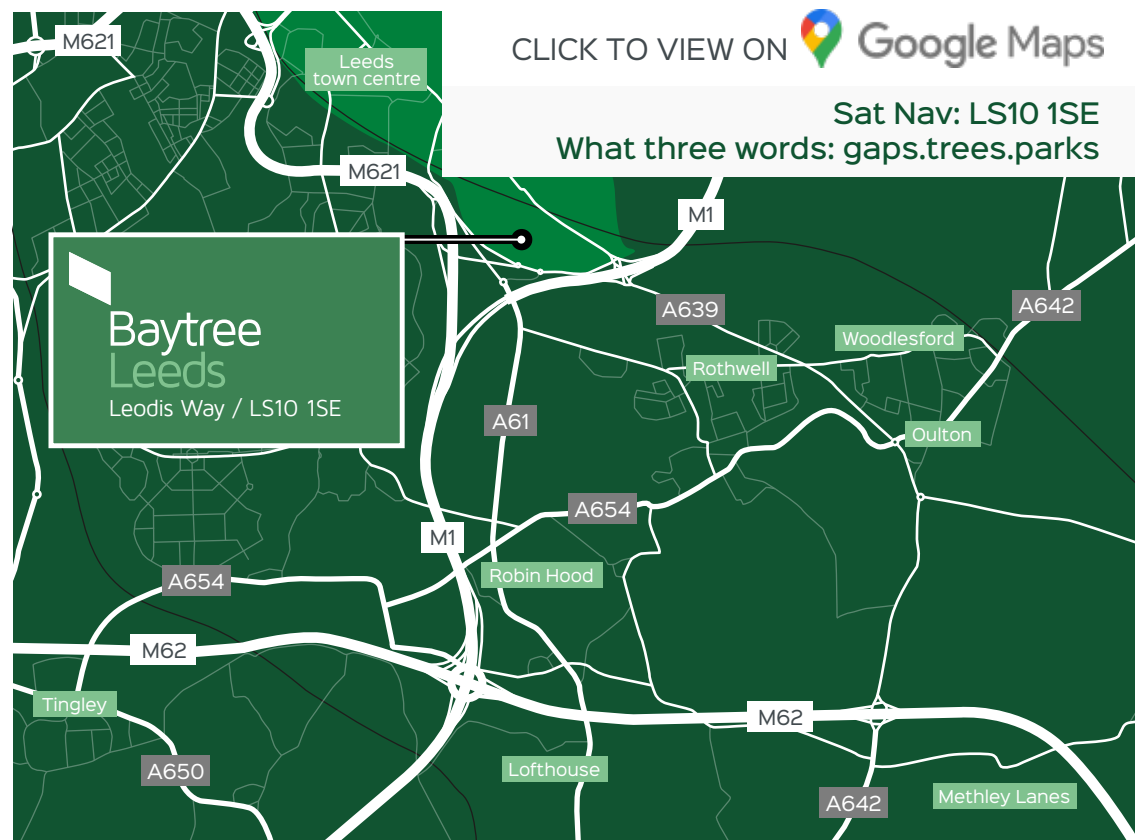 CLICK TO VIEW ON Google Maps
Sat Nav: LS10 1SE
What three words: gaps.trees.parks
M621
Leeds
town centre
M621
M1
Baytree
Leeds
Leodis Way / LS10 1SE
A639
A642
Woodlesford
Rothwell
A61
Oulton
A654
M1
Robin Hood
A654
M62
Tingley
M62
A650
Lofthouse
A642
Methley Lanes